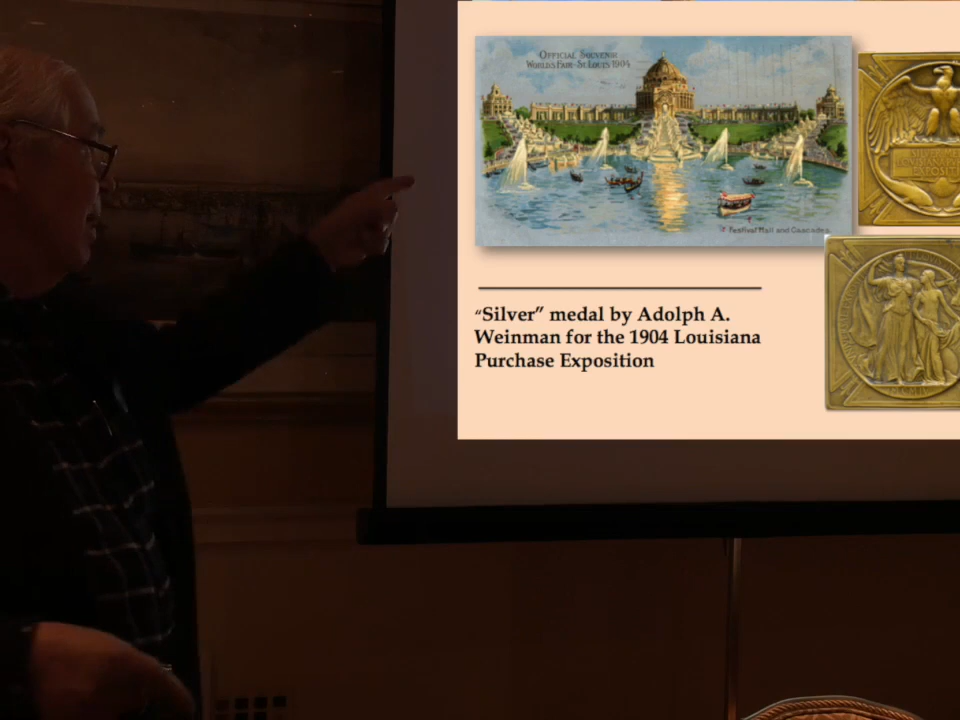 OFFICIAL SOUVENIR
WORLD'S FAIR - ST. LOUIS 1904
Festival Hall and Cascades.
"Silver" medal by Adolph A.
Weinman for the 1904 Louisiana
Purchase Exposition